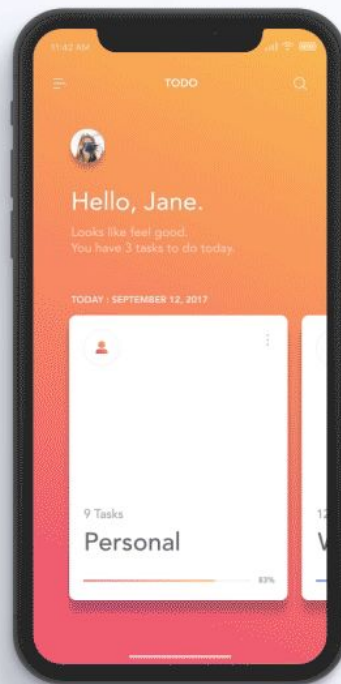 11:42 AM
TODO
Hello, Jane.
Looks like feel good.
You have 3 tasks to do today.
TODAY : SEPTEMBER 12, 2017
9 Tasks
Personal
83%
12